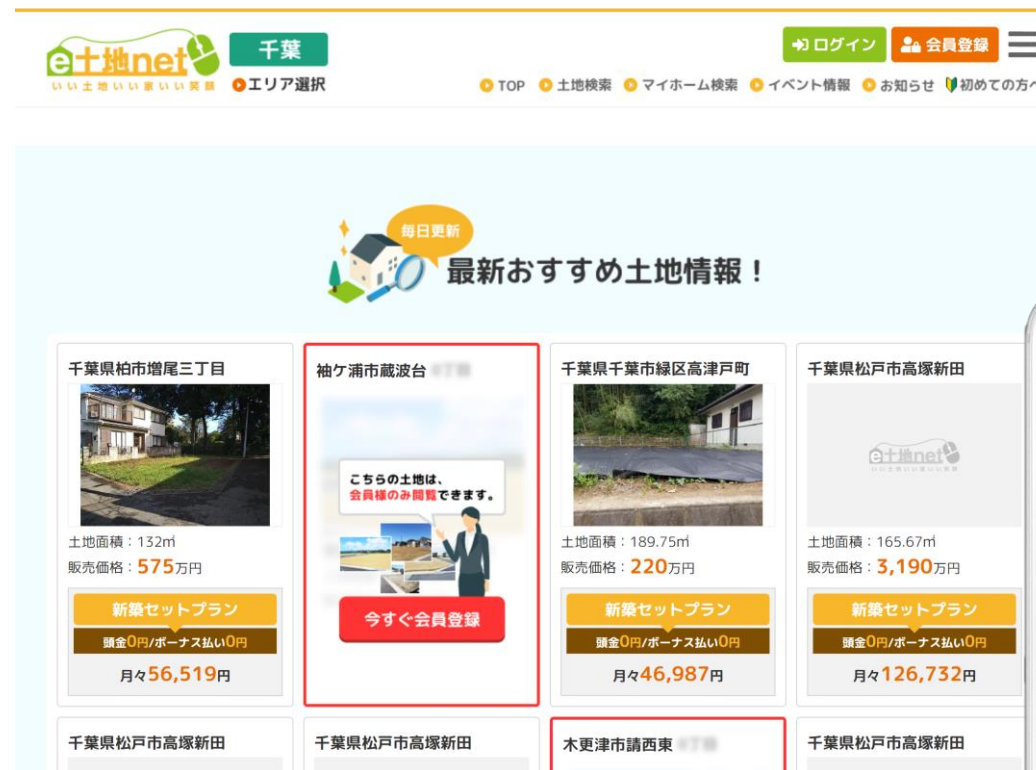 e土地net
いい土地いい家いい笑顔
千葉
エリア選択
ログイン
会員登録
TOP
土地検索
マイホーム検索
イベント情報
お知らせ
初めての方へ
毎日更新
最新おすすめ土地情報！
千葉県柏市増尾三丁目
土地面積：132㎡
販売価格：575万円
新築セットプラン
頭金0円/ボーナス払い0円
月々56,519円
袖ケ浦市蔵波台
こちらの土地は、
会員様のみ閲覧できます。
今すぐ会員登録
千葉県千葉市緑区高津戸町
土地面積：189.75㎡
販売価格：220万円
新築セットプラン
頭金0円/ボーナス払い0円
月々46,987円
千葉県松戸市高塚新田
e土地net
いい土地いい家いい笑顔
土地面積：165.67㎡
販売価格：3,190万円
新築セットプラン
頭金0円/ボーナス払い0円
月々126,732円
千葉県松戸市高塚新田
千葉県松戸市高塚新田
木更津市請西東
千葉県松戸市高塚新田